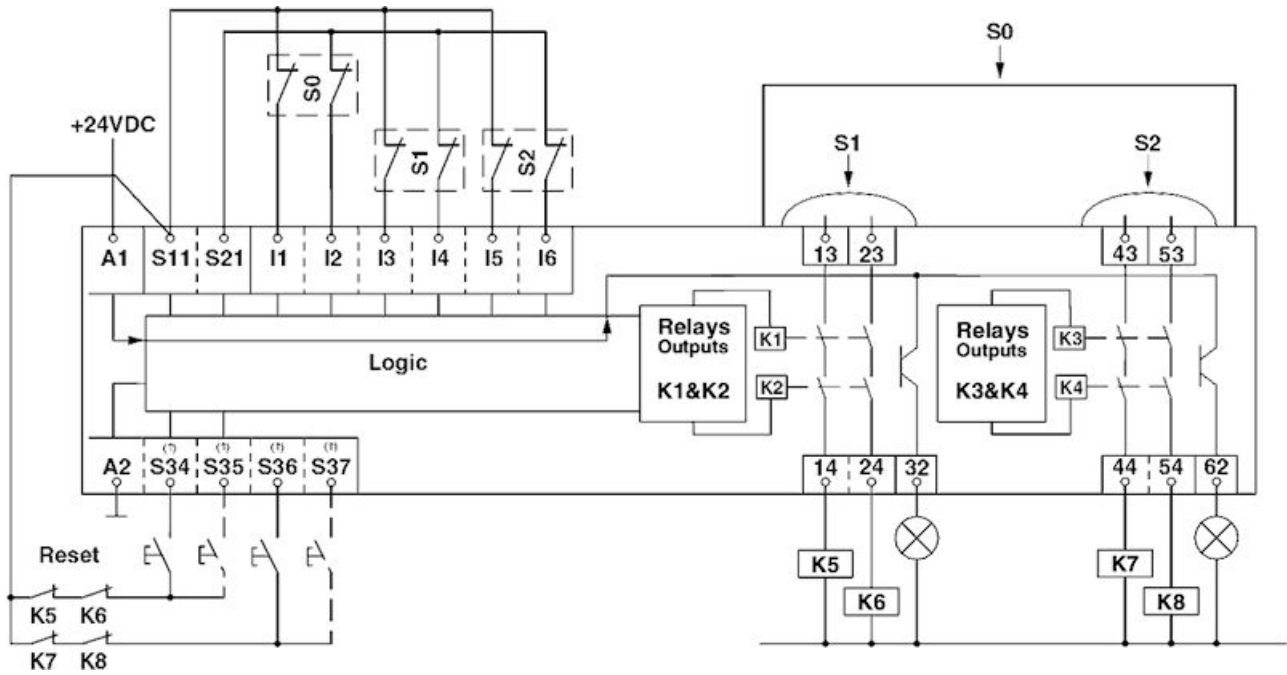 S0
S0
+24VDC
S1
S2
S1
S2
A1 S11 S21 I1 I2 I3 I4 I5 I6
13 23
43 53
Relays
Outputs
K1&K2
K1
K2
Relays
Outputs
K3&K4
K3
K4
Logic
A2 S34 S35 S36 S37
14 24 32
44 54 62
Reset
K5 K6
K7 K8
K5
K6
K7
K8